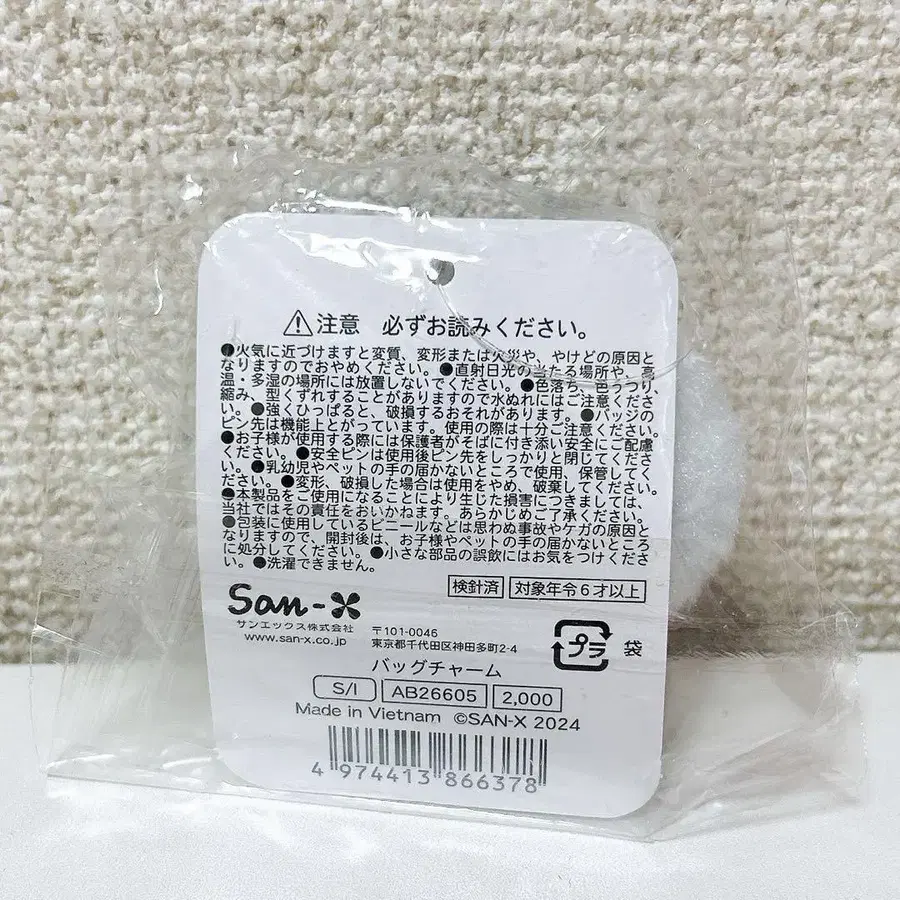 注意 必ずお読みください。
●火気に近づけますと変質、変形または火災や、やけどの原因と
なりますのでおやめください。●直射日光の当たる場所や、高
温・多湿の場所には放置しないでください。●色落ち、色うつり、
縮み、型くずれすることがありますので水ぬれにはご注意くださ
い。●強くひっぱると、破損するおそれがあります。●バッジの
ピン先は機能上とがっています。使用の際は十分ご注意ください。
●お子様が使用する際には保護者がそばに付き添い安全にご配慮
ください。●安全ピンは使用後ピン先をしっかりと閉じてくださ
い。●乳幼児やペットの手の届かないところで使用、保管してく
ださい。●変形、破損した場合は使用をやめ、破棄してください。
●本製品をご使用になることにより生じた損害につきましては、
当社ではその責任をおいかねます。あらかじめご了承ください。
●包装に使用しているビニールなどは思わぬ事故やケガの原因と
なりますので、開封後は、お子様やペットの手の届かないところ
に処分してください。●小さな部品の誤飲にはお気をつけくださ
い。●洗濯できません。
検針済 対象年令6才以上
San-X
サンエックス株式会社
www.san-x.co.jp
〒101-0046
東京都千代田区神田多町2-4
プラ 袋
バッグチャーム
S/I AB26605 2,000
Made in Vietnam ©SAN-X 2024
4 974413 866378